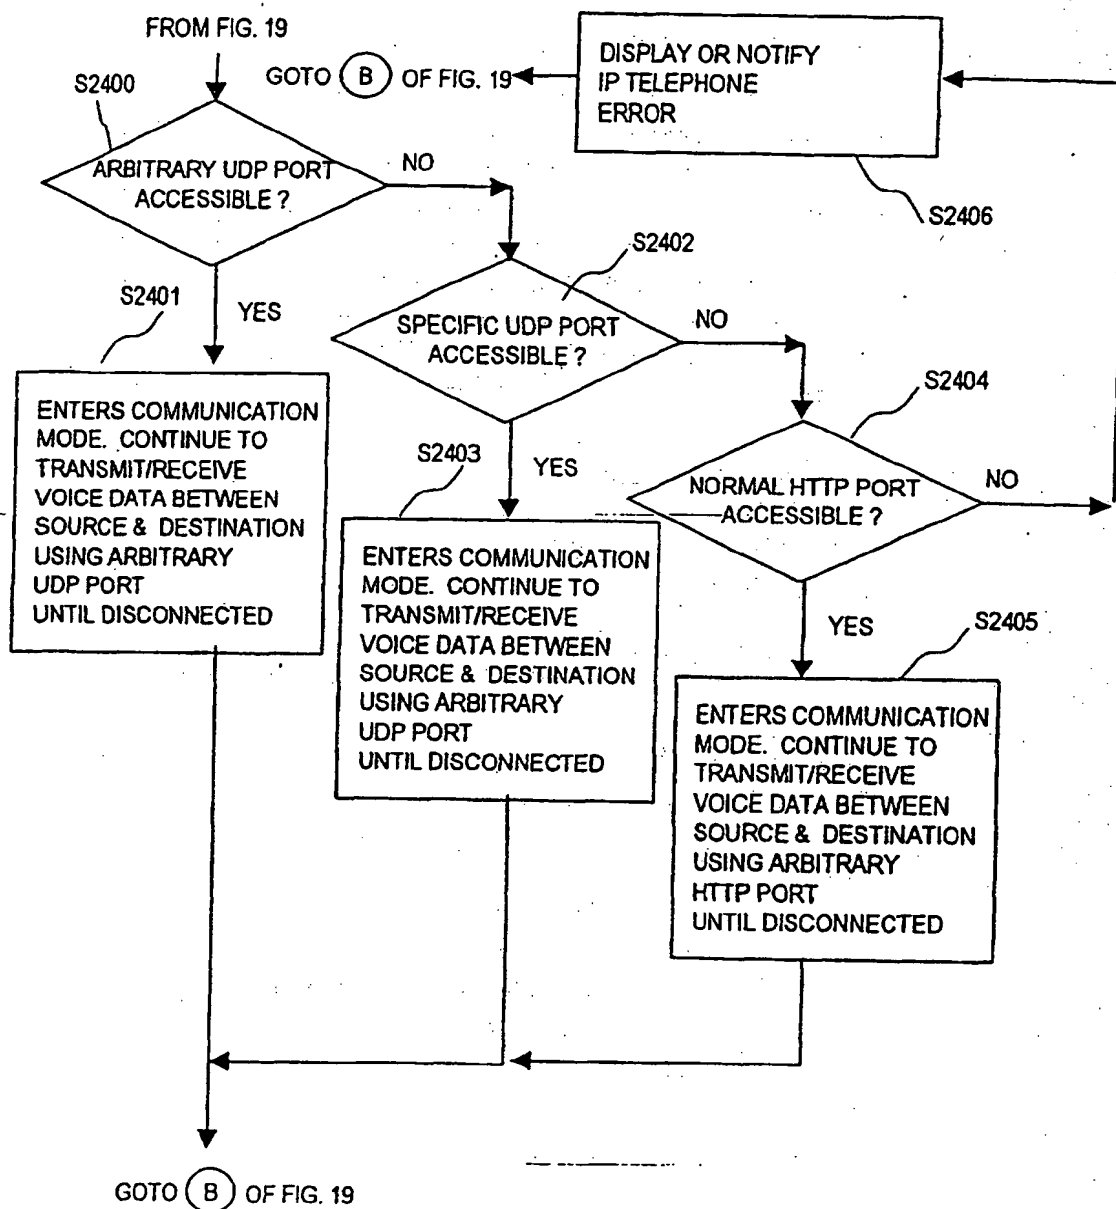 FROM FIG. 19
GOTO B OF FIG. 19
DISPLAY OR NOTIFY
IP TELEPHONE
ERROR
S2406
S2400
ARBITRARY UDP PORT
ACCESSIBLE ?
NO
YES
S2402
SPECIFIC UDP PORT
ACCESSIBLE ?
NO
YES
S2404
NORMAL HTTP PORT
ACCESSIBLE ?
NO
YES
S2401
ENTERS COMMUNICATION
MODE. CONTINUE TO
TRANSMIT/RECEIVE
VOICE DATA BETWEEN
SOURCE & DESTINATION
USING ARBITRARY
UDP PORT
UNTIL DISCONNECTED
S2403
ENTERS COMMUNICATION
MODE. CONTINUE TO
TRANSMIT/RECEIVE
VOICE DATA BETWEEN
SOURCE & DESTINATION
USING ARBITRARY
UDP PORT
UNTIL DISCONNECTED
S2405
ENTERS COMMUNICATION
MODE. CONTINUE TO
TRANSMIT/RECEIVE
VOICE DATA BETWEEN
SOURCE & DESTINATION
USING ARBITRARY
HTTP PORT
UNTIL DISCONNECTED
GOTO B OF FIG. 19